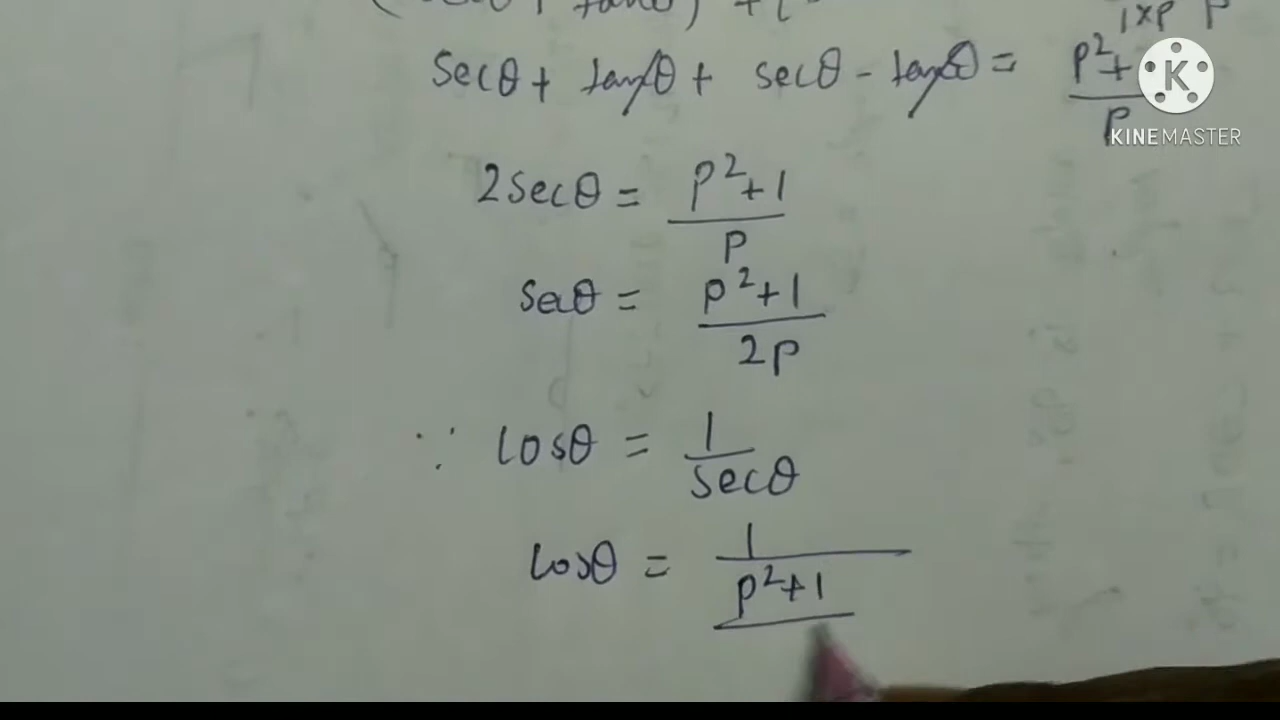 1×P P
secθ + tanθ + secθ - tanθ = P²+
P
KINEMASTER
2secθ = P²+1
P
secθ = P²+1
2P
∵ cosθ = 1
secθ
cosθ = 1
P²+1